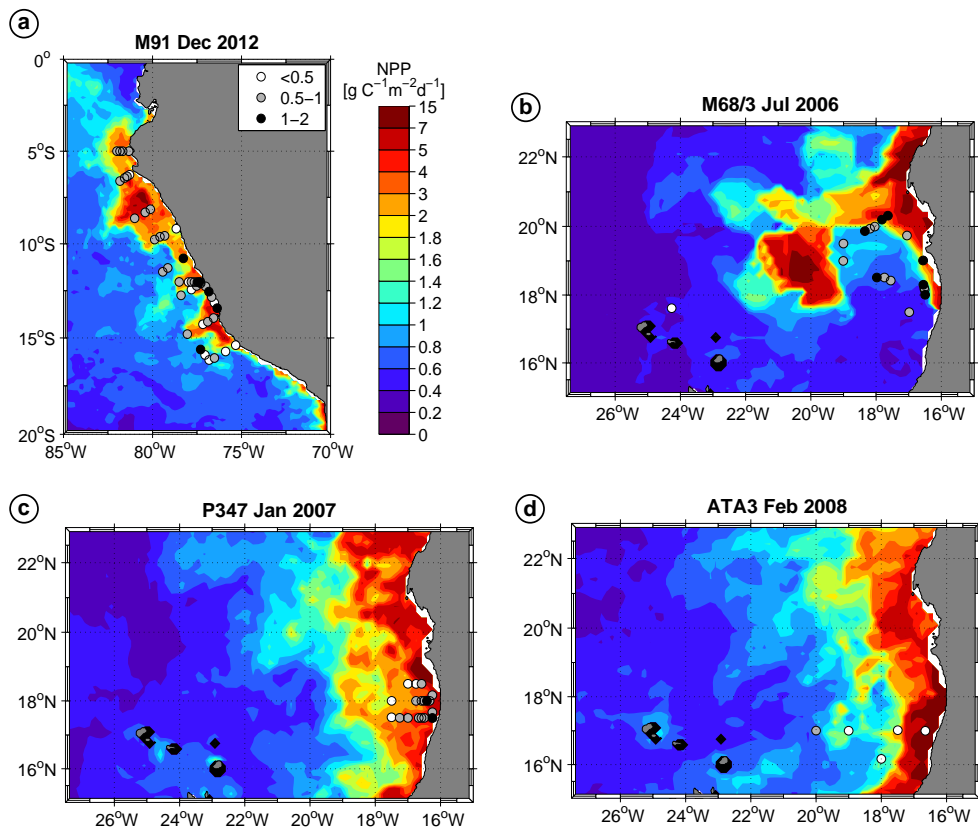 a
M91 Dec 2012
0°
5°S
10°S
15°S
20°S
85°W 80°W 75°W 70°W
<0.5
0.5−1
1−2
NPP
[g C⁻¹m⁻²d⁻¹]
15
7
5
4
3
2
1.8
1.6
1.4
1.2
1
0.8
0.6
0.4
0.2
0
b
M68/3 Jul 2006
22°N
20°N
18°N
16°N
26°W 24°W 22°W 20°W 18°W 16°W
c
P347 Jan 2007
22°N
20°N
18°N
16°N
26°W 24°W 22°W 20°W 18°W 16°W
d
ATA3 Feb 2008
22°N
20°N
18°N
16°N
26°W 24°W 22°W 20°W 18°W 16°W